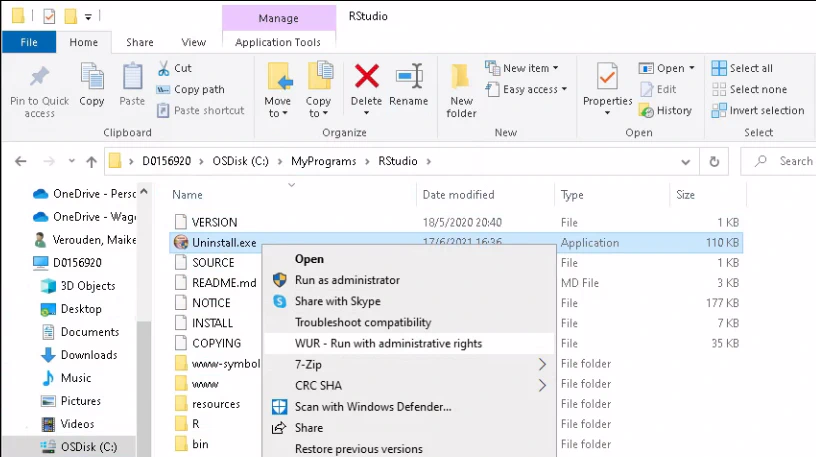 Manage RStudio
File Home Share View Application Tools
Pin to Quick access
Copy
Paste
Cut
Copy path
Paste shortcut
Clipboard
Move to
Copy to
Delete
Rename
Organize
New folder
New item
Easy access
New
Properties
Open
Edit
History
Open
Select all
Select none
Invert selection
Select
D0156920 > OSDisk (C:) > MyPrograms > RStudio > Search
OneDrive - Perso
OneDrive - Wag
Verouden, Maike
D0156920
3D Objects
Desktop
Documents
Downloads
Music
Pictures
Videos
OSDisk (C:)
Name Date modified Type Size
VERSION 18/5/2020 20:40 File 1 KB
Uninstall.exe 17/6/2021 16:36 Application 110 KB
SOURCE File 1 KB
README.md MD File 3 KB
NOTICE File 177 KB
INSTALL File 7 KB
COPYING File 35 KB
www-symbol File folder
www File folder
resources File folder
R File folder
bin File folder
Open
Run as administrator
Share with Skype
Troubleshoot compatibility
WUR - Run with administrative rights
7-Zip
CRC SHA
Scan with Windows Defender...
Share
Restore previous versions